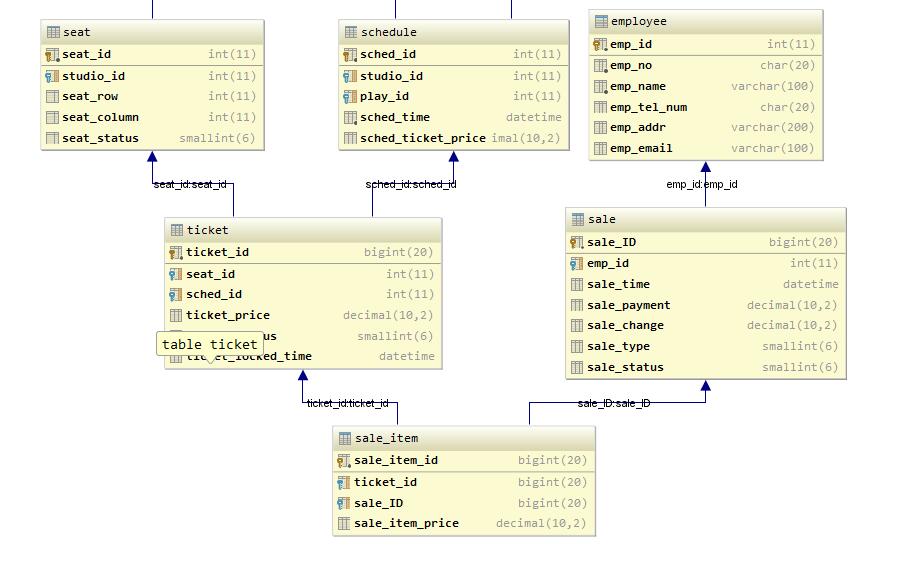 seat
seat_id int(11)
studio_id int(11)
seat_row int(11)
seat_column int(11)
seat_status smallint(6)
schedule
sched_id int(11)
studio_id int(11)
play_id int(11)
sched_time datetime
sched_ticket_price imal(10,2)
employee
emp_id int(11)
emp_no char(20)
emp_name varchar(100)
emp_tel_num char(20)
emp_addr varchar(200)
emp_email varchar(100)
seat_id:seat_id
sched_id:sched_id
emp_id:emp_id
ticket
ticket_id bigint(20)
seat_id int(11)
sched_id int(11)
ticket_price decimal(10,2)
smallint(6)
table ticket
ticket_locked_time datetime
sale
sale_ID bigint(20)
emp_id int(11)
sale_time datetime
sale_payment decimal(10,2)
sale_change decimal(10,2)
sale_type smallint(6)
sale_status smallint(6)
ticket_id:ticket_id
sale_ID:sale_ID
sale_item
sale_item_id bigint(20)
ticket_id bigint(20)
sale_ID bigint(20)
sale_item_price decimal(10,2)